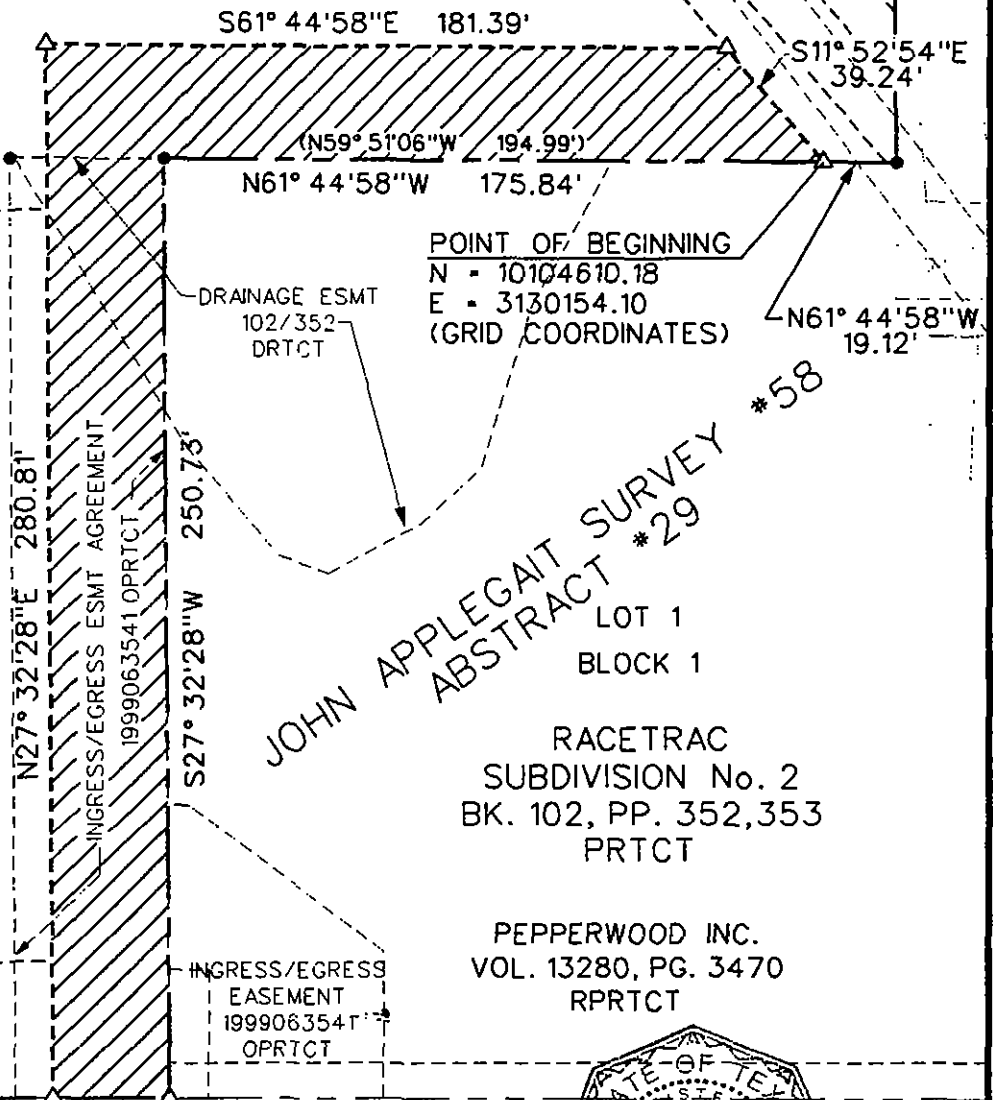 S61° 44'58"E 181.39'
S11° 52'54"E
39.24'
(N59° 51'06"W 194.99')
N61° 44'58"W 175.84'
POINT OF BEGINNING
N = 10104610.18
E = 3130154.10
(GRID COORDINATES)
N61° 44'58"W
19.12'
DRAINAGE ESMT
102/352
DRTCT
N27° 32'28"E 280.81'
INGRESS/EGRESS ESMT AGREEMENT
1999063541 OPRTCT
S27° 32'28"W 250.73'
JOHN APPLEGAIT SURVEY *58
ABSTRACT *29
LOT 1
BLOCK 1
RACETRAC
SUBDIVISION No. 2
BK. 102, PP. 352,353
PRTCT
PEPPERWOOD INC.
VOL. 13280, PG. 3470
RPRTCT
INGRESS/EGRESS
EASEMENT
1999063541
OPRTCT
ATE OF TEX